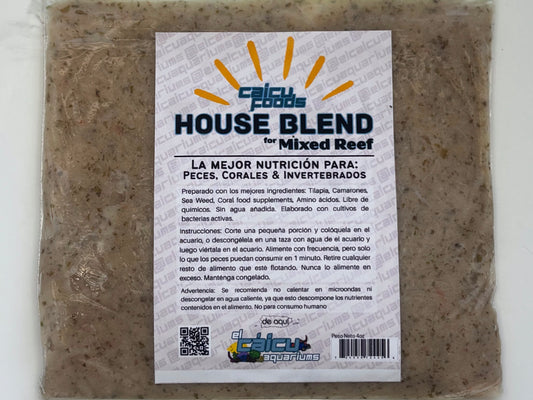 calcu
foods
HOUSE BLEND
for Mixed Reef
LA MEJOR NUTRICIÓN PARA:
PECES, CORALES & INVERTEBRADOS
Preparado con los mejores ingredientes: Tilapia, Camarones,
Sea Weed, Coral food supplements, Amino acidos. Libre de
quimicos. Sin agua añadida. Elaborado con cultivos de
bacterias activas.
Instrucciones: Corte una pequeña porción y colóquela en el
acuario, o descongélela en una taza con agua de el acuario y
luego viértala en el acuario. Alimente con frecuencia, pero solo
lo que los peces puedan consumir en 1 minuto. Retire cualquier
resto de alimento que esté flotando. Nunca lo alimente en
exceso. Manténga congelado.
Advertencia: Se recomienda no calentar en microondas ni
descongelar en agua caliente, ya que esto descompone los nutrientes
contenidos en el alimento. No para consumo humano
de aquí
Peso Neto 4oz
el
calcu
aquariums